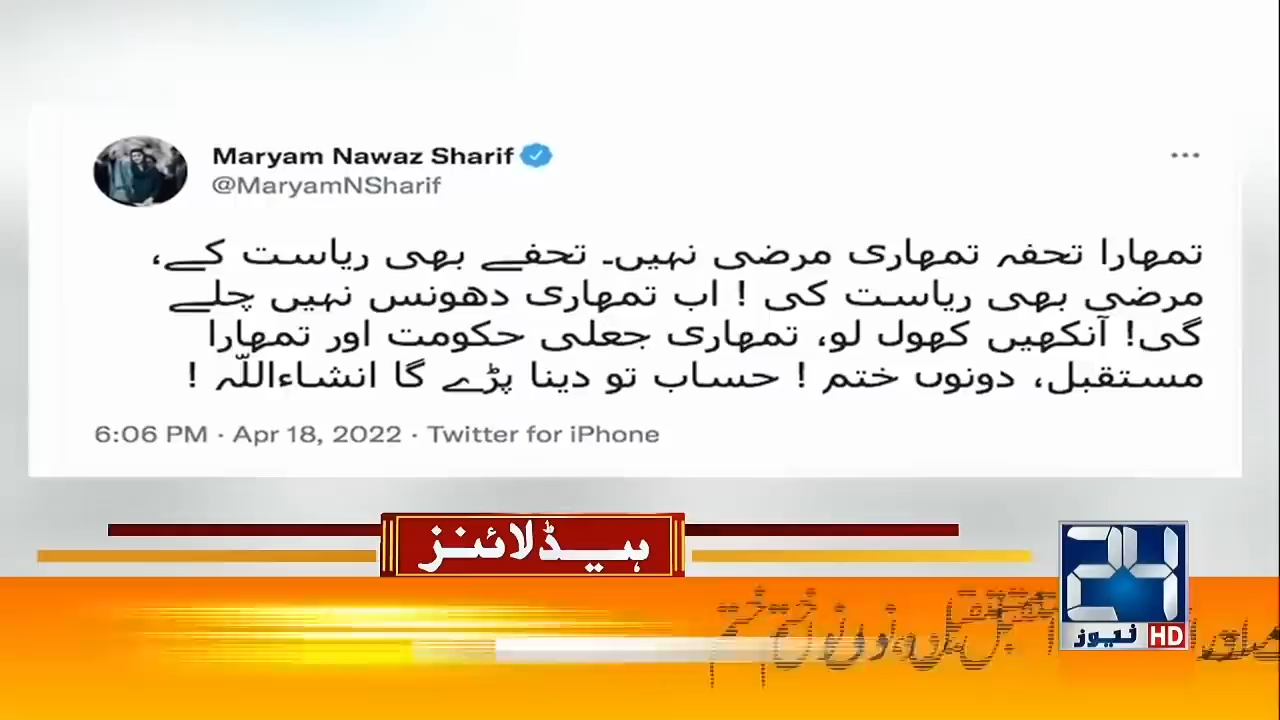 Maryam Nawaz Sharif
@MaryamNSharif
تمھارا تحفہ تمھاری مرضی نہیں۔ تحفے بھی ریاست کے،
مرضی بھی ریاست کی ! اب تمھاری دھونس نہیں چلے
گی! آنکھیں کھول لو، تمھاری جعلی حکومت اور تمھارا
مستقبل، دونوں ختم ! حساب تو دینا پڑے گا انشاءاللّہ !
6:06 PM · Apr 18, 2022 · Twitter for iPhone
ہیڈلائنز
24
نیوز HD